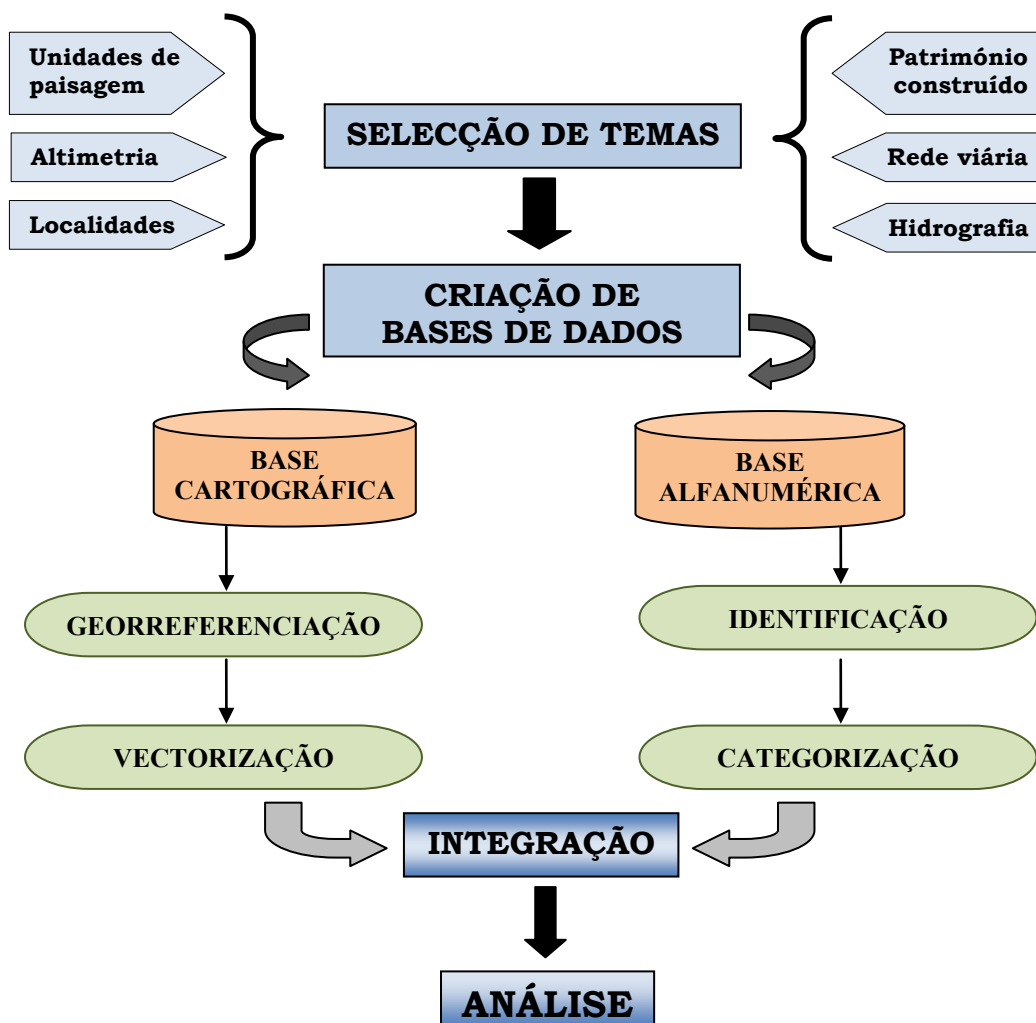 Unidades de
paisagem
Altimetria
Localidades
SELECÇÃO DE TEMAS
Património
construído
Rede viária
Hidrografia
CRIAÇÃO DE
BASES DE DADOS
BASE
CARTOGRÁFICA
BASE
ALFANUMÉRICA
GEORREFERENCIAÇÃO
IDENTIFICAÇÃO
VECTORIZAÇÃO
CATEGORIZAÇÃO
INTEGRAÇÃO
ANÁLISE